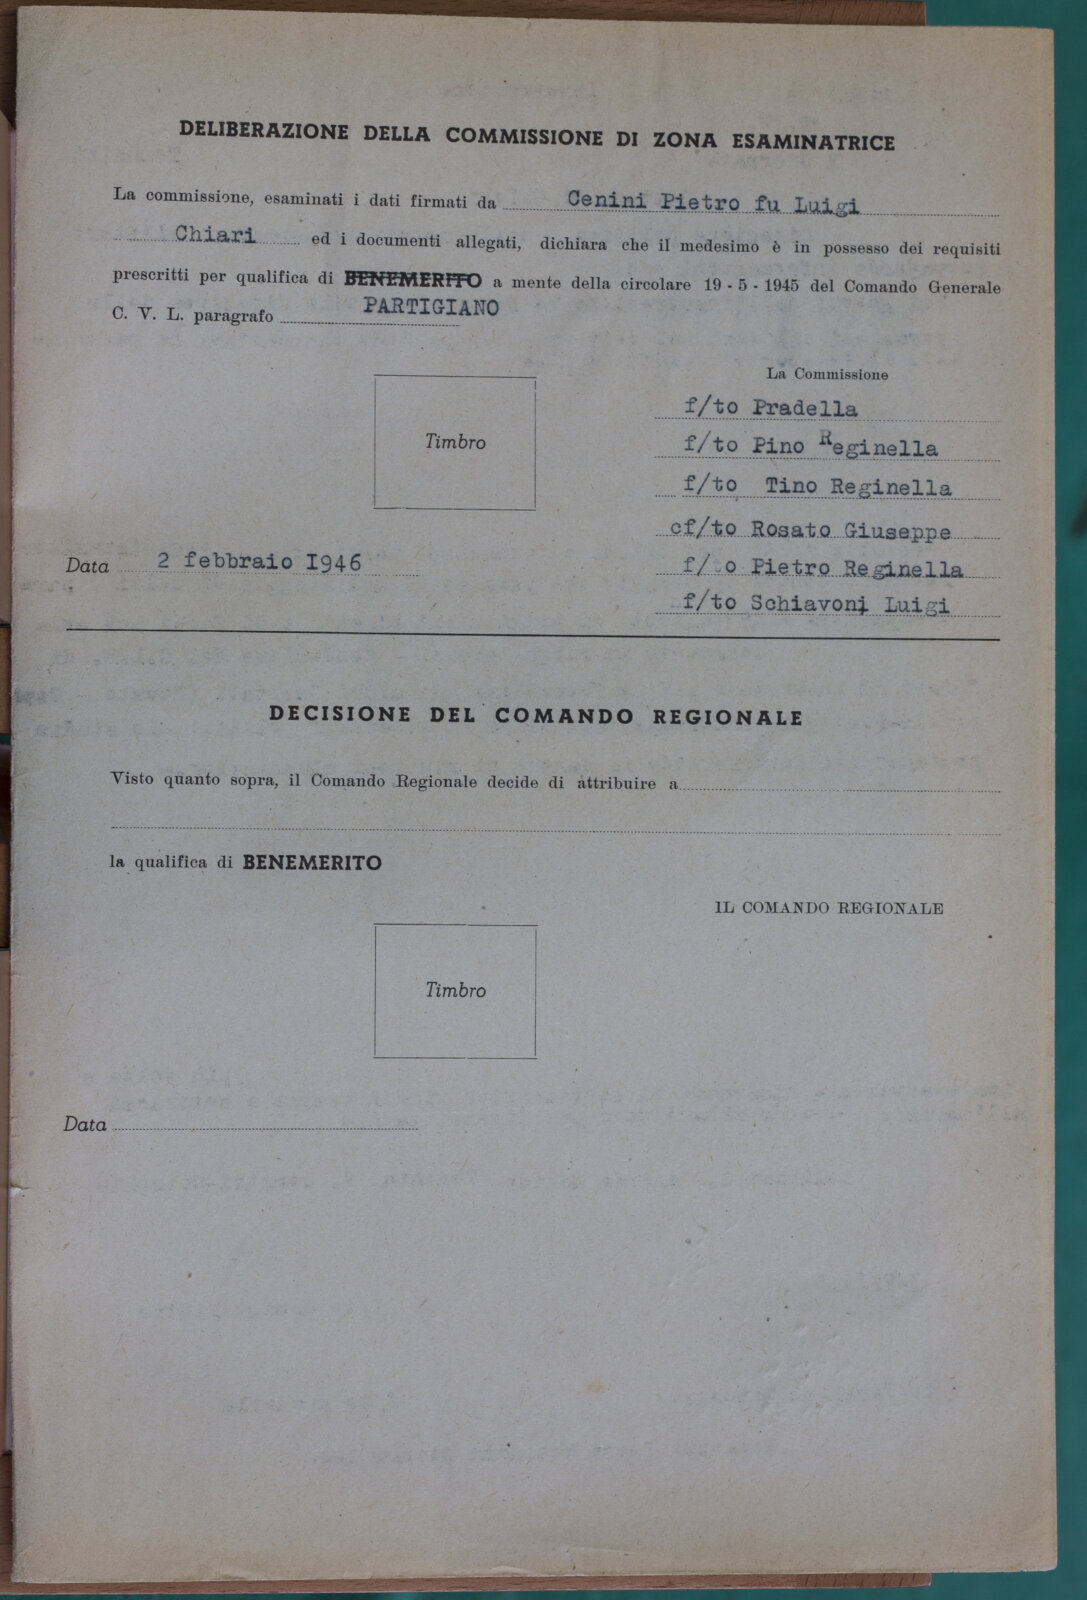 DELIBERAZIONE DELLA COMMISSIONE DI ZONA ESAMINATRICE
La commissione, esaminati i dati firmati da Cenini Pietro fu Luigi
Chiari ed i documenti allegati, dichiara che il medesimo è in possesso dei requisiti
prescritti per qualifica di BENEMERITO a mente della circolare 19 - 5 - 1945 del Comando Generale
C. V. L. paragrafo PARTIGIANO
La Commissione
Timbro
f/to Pradella
f/to Pino Reginella
f/to Tino Reginella
cf/to Rosato Giuseppe
Data 2 febbraio I946
f/to Pietro Reginella
f/to Schiavoni Luigi
DECISIONE DEL COMANDO REGIONALE
Visto quanto sopra, il Comando Regionale decide di attribuire a
la qualifica di BENEMERITO
IL COMANDO REGIONALE
Timbro
Data